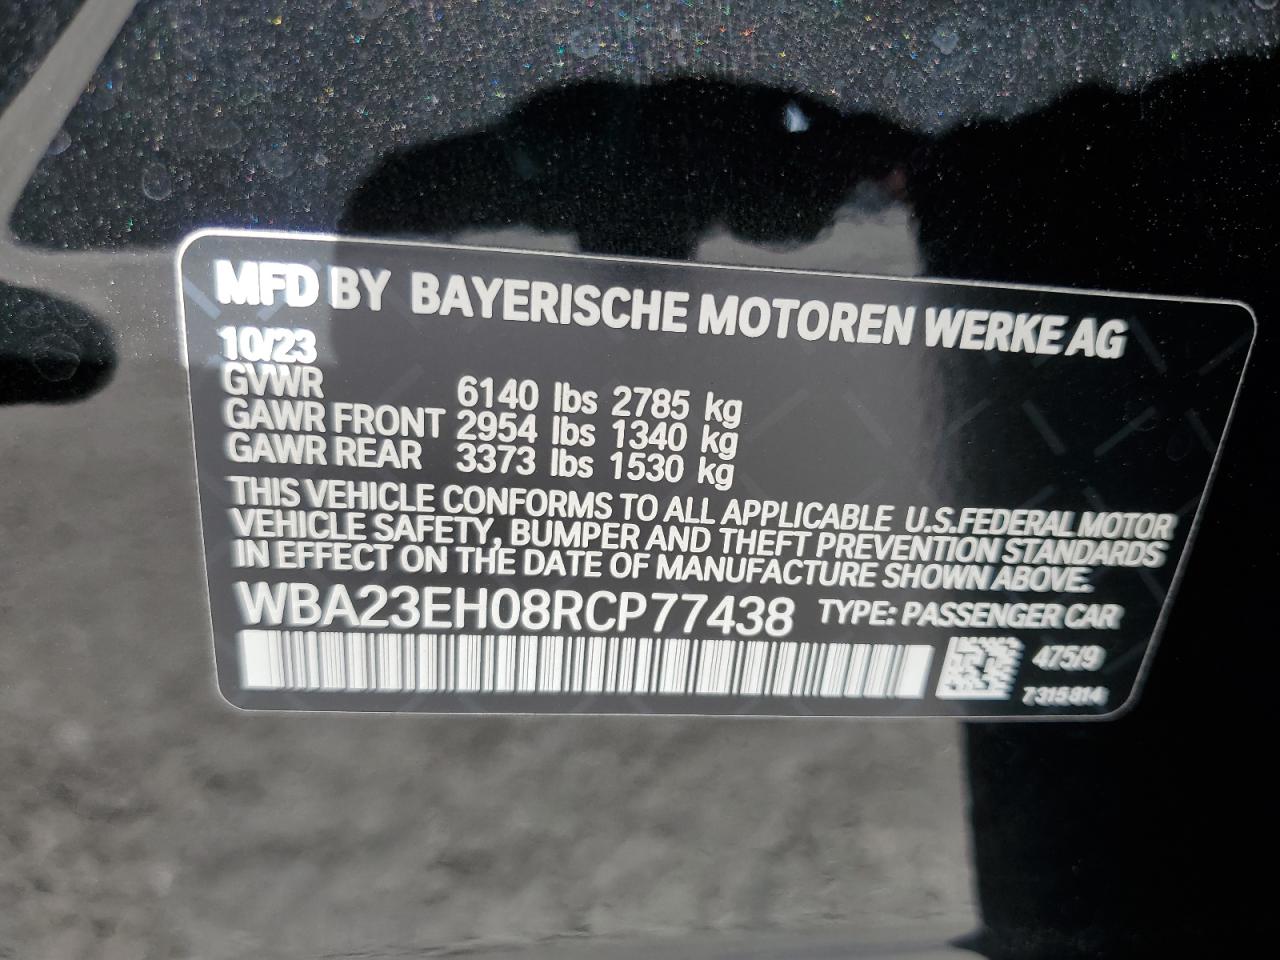 MFD BY BAYERISCHE MOTOREN WERKE AG
10/23
GVWR 6140 lbs 2785 kg
GAWR FRONT 2954 lbs 1340 kg
GAWR REAR 3373 lbs 1530 kg
THIS VEHICLE CONFORMS TO ALL APPLICABLE U.S.FEDERAL MOTOR
VEHICLE SAFETY, BUMPER AND THEFT PREVENTION STANDARDS
IN EFFECT ON THE DATE OF MANUFACTURE SHOWN ABOVE.
WBA23EH08RCP77438 TYPE: PASSENGER CAR
475/9
7315814